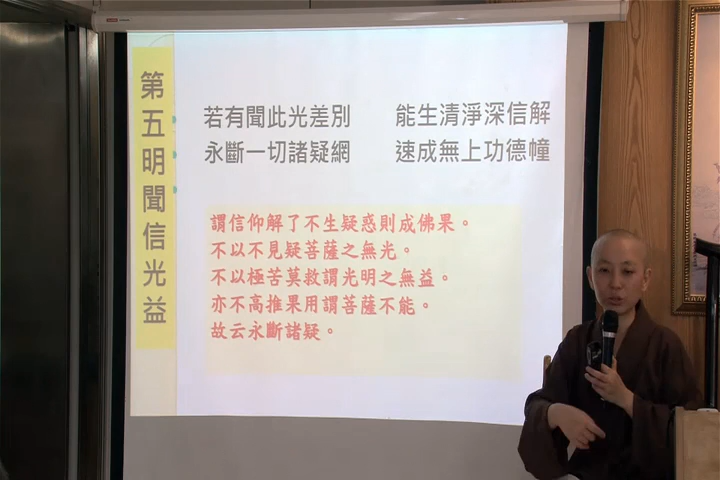 第五明聞信光益
若有聞此光差別 能生清淨深信解
永斷一切諸疑網 速成無上功德幢
謂信仰解了不生疑惑則成佛果。
不以不見疑菩薩之無光。
不以極苦莫救謂光明之無益。
亦不高推果用謂菩薩不能。
故云永斷諸疑。